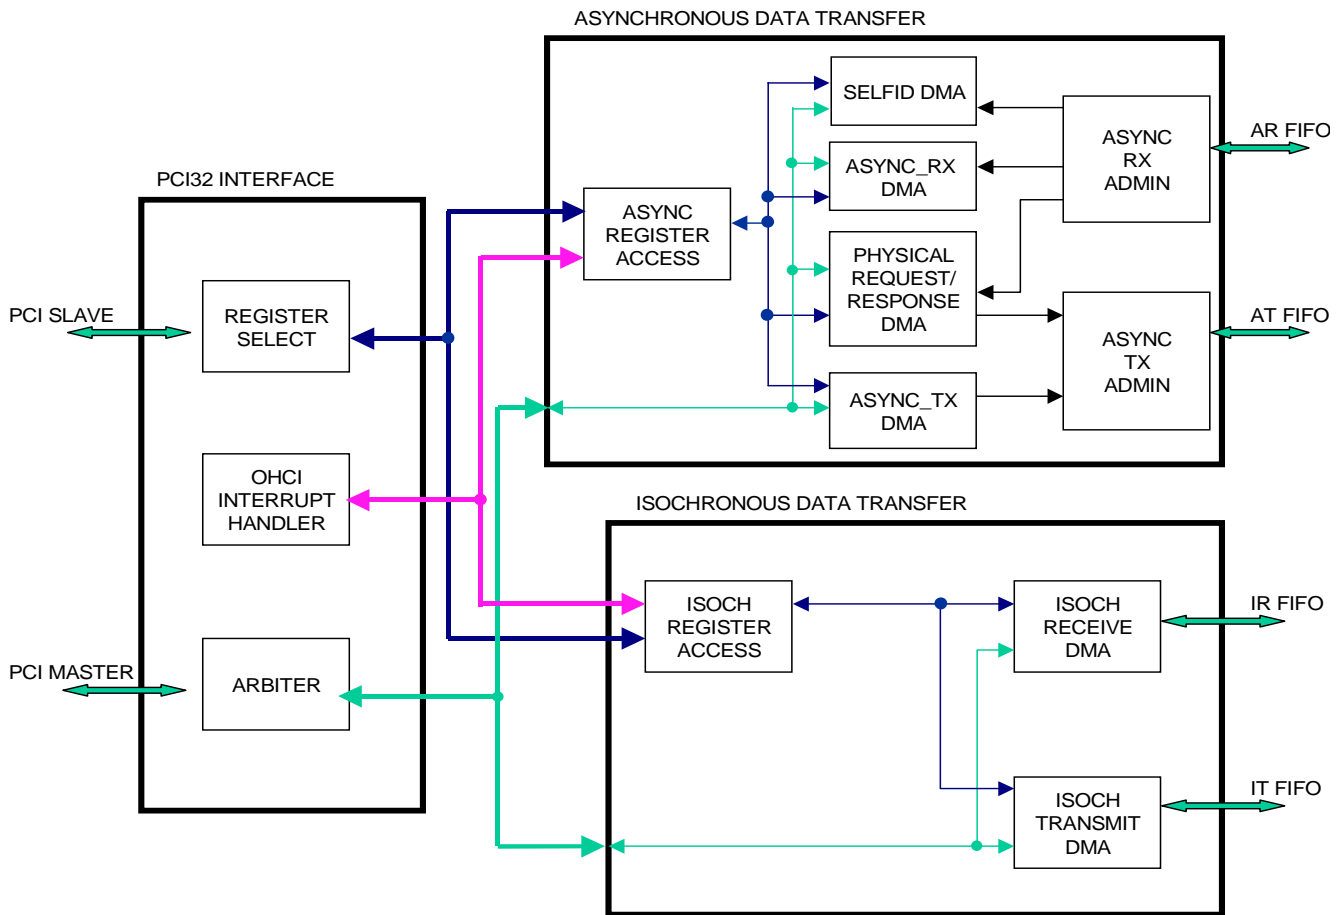 ASYNCHRONOUS DATA TRANSFER
SELFID DMA
ASYNC_RX
DMA
PHYSICAL
REQUEST/
RESPONSE
DMA
ASYNC_TX
DMA
ASYNC
RX
ADMIN
ASYNC
TX
ADMIN
AR FIFO
AT FIFO
ASYNC
REGISTER
ACCESS
PCI32 INTERFACE
PCI SLAVE
REGISTER
SELECT
OHCI
INTERRUPT
HANDLER
PCI MASTER
ARBITER
ISOCHRONOUS DATA TRANSFER
ISOCH
REGISTER
ACCESS
ISOCH
RECEIVE
DMA
IR FIFO
ISOCH
TRANSMIT
DMA
IT FIFO